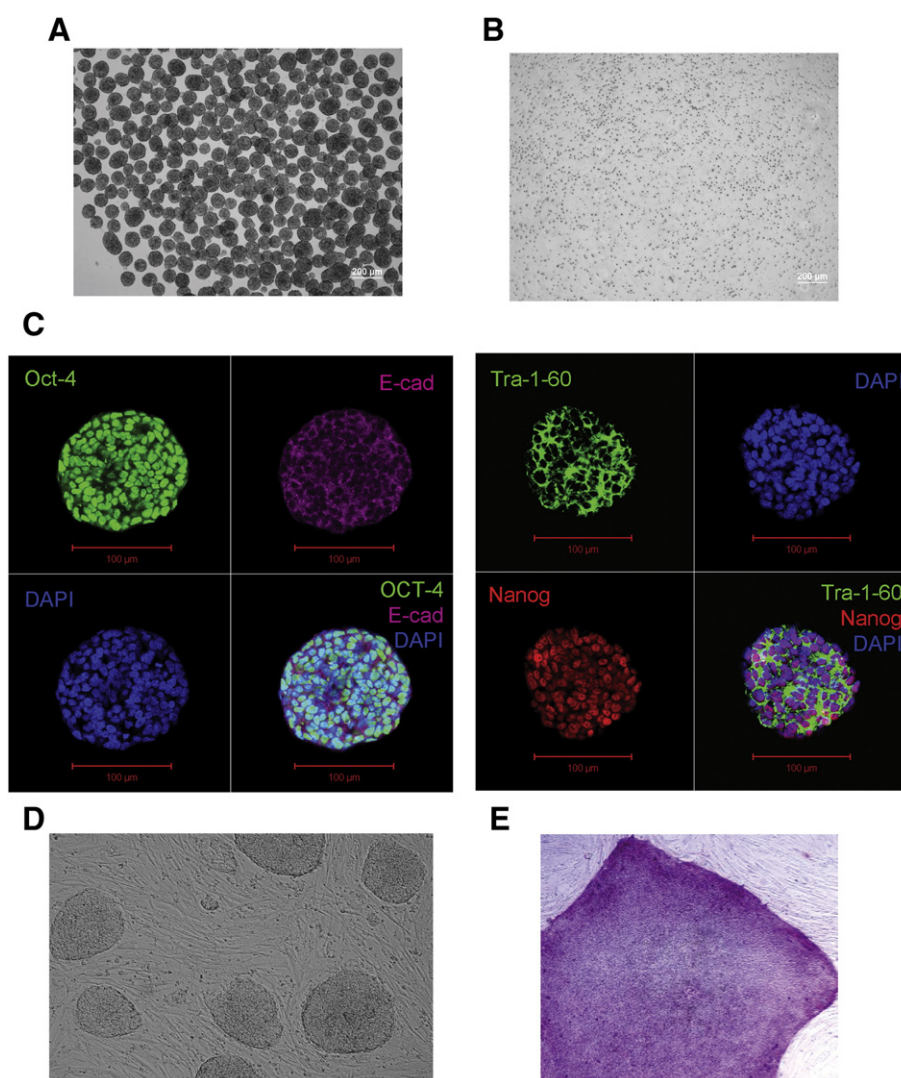 A
B
200 µm
200 µm
C
Oct-4
E-cad
100 µm
100 µm
DAPI
OCT-4
E-cad
DAPI
100 µm
100 µm
Tra-1-60
DAPI
100 µm
100 µm
Nanog
Tra-1-60
Nanog
DAPI
100 µm
100 µm
D
E